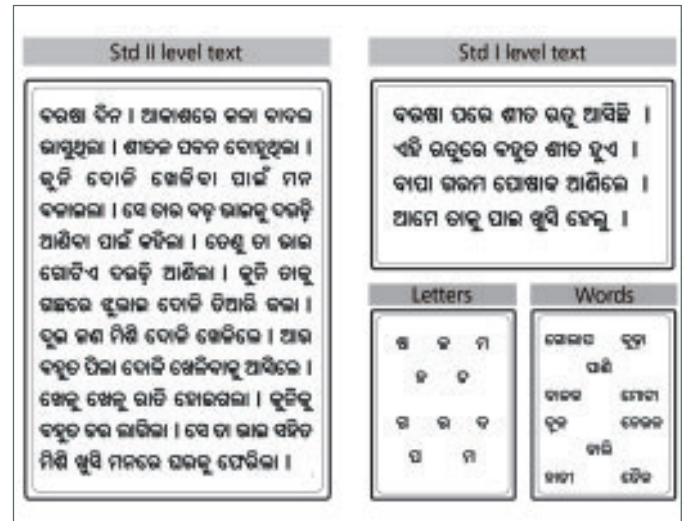 Std II level text
ବରଷା ଦିନ । ଆକାଶରେ କଳା ବାଦଲ
ଭାସୁଥିଲା । ଶୀତଳ ପବନ ବୋହୁଥିଲା ।
କୁନି ଦୋଳି ଖେଳିବା ପାଇଁ ମନ
ବଳାଇଲା । ସେ ତାର ବଡ଼ ଭାଇକୁ ଦଉଡ଼ି
ଆଣିବା ପାଇଁ କହିଲା । ତେଣୁ ତା ଭାଇ
ଗୋଟିଏ ଦଉଡ଼ି ଆଣିଲା । କୁନି ତାକୁ
ଗଛରେ ଝୁଲାଇ ଦୋଳି ତିଆରି କଲା ।
ଦୁଇ ଜଣ ମିଶି ଦୋଳି ଖେଳିଲେ । ଆଉ
ବହୁତ ପିଲା ଦୋଳି ଖେଳିବାକୁ ଆସିଲେ ।
ଖେଳୁ ଖେଳୁ ରାତି ହୋଇଗଲା । କୁନିକୁ
ବହୁତ ଡର ଲାଗିଲା । ସେ ତା ଭାଇ ସହିତ
ମିଶି ଖୁସି ମନରେ ଘରକୁ ଫେରିଲା ।
Std I level text
ବରଷା ପରେ ଶୀତ ଋତୁ ଆସିଛି ।
ଏହି ଋତୁରେ ବହୁତ ଶୀତ ହୁଏ ।
ବାପା ଗରମ ପୋଷାକ ଆଣିଲେ ।
ଆମେ ତାକୁ ପାଇ ଖୁସି ହେଲୁ ।
Letters
ମ
ଗ ଋ ଦ
ମ
Words
ଗୋଲାପ
ପାଣି
ବାଳକ ମୋଟା
ହାତୀ ତୈଳ